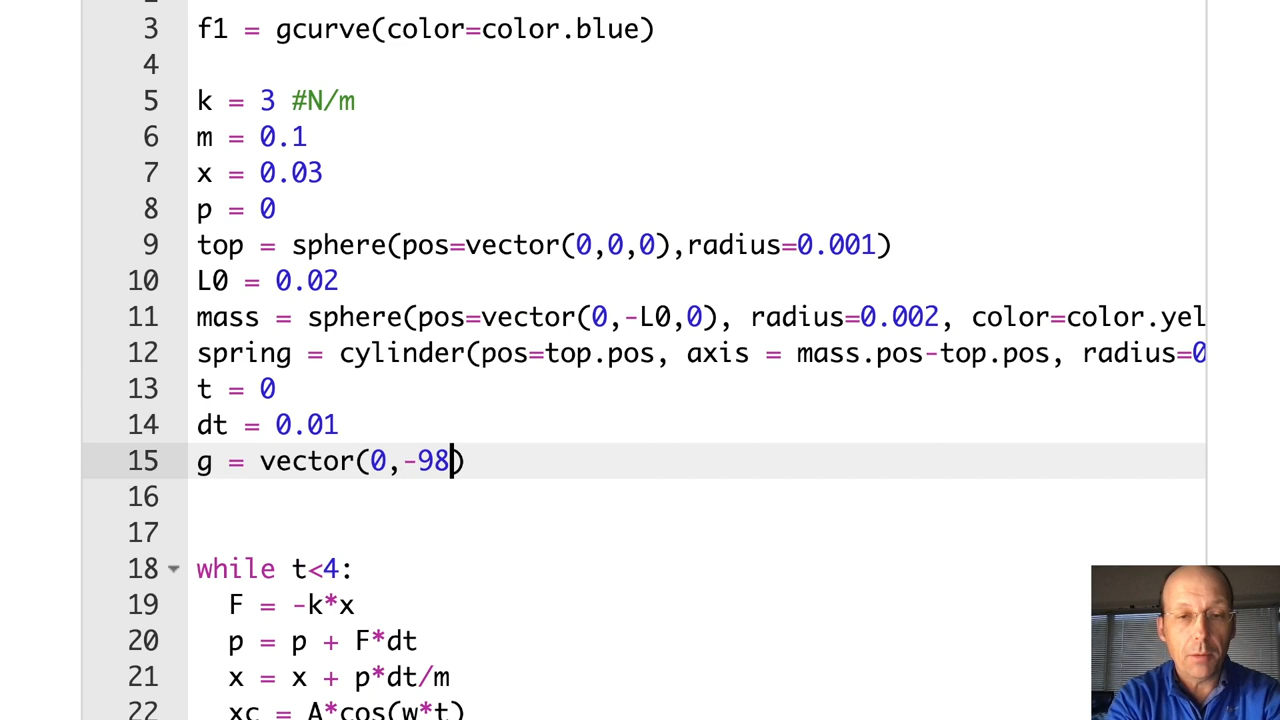 3 f1 = gcurve(color=color.blue)
4
5 k = 3 #N/m
6 m = 0.1
7 x = 0.03
8 p = 0
9 top = sphere(pos=vector(0,0,0),radius=0.001)
10 L0 = 0.02
11 mass = sphere(pos=vector(0,-L0,0), radius=0.002, color=color.yel
12 spring = cylinder(pos=top.pos, axis = mass.pos-top.pos, radius=0
13 t = 0
14 dt = 0.01
15 g = vector(0,-98)
16
17
18 while t<4:
19 F = -k*x
20 p = p + F*dt
21 x = x + p*dt/m
22 xc = A*cos(w*t)